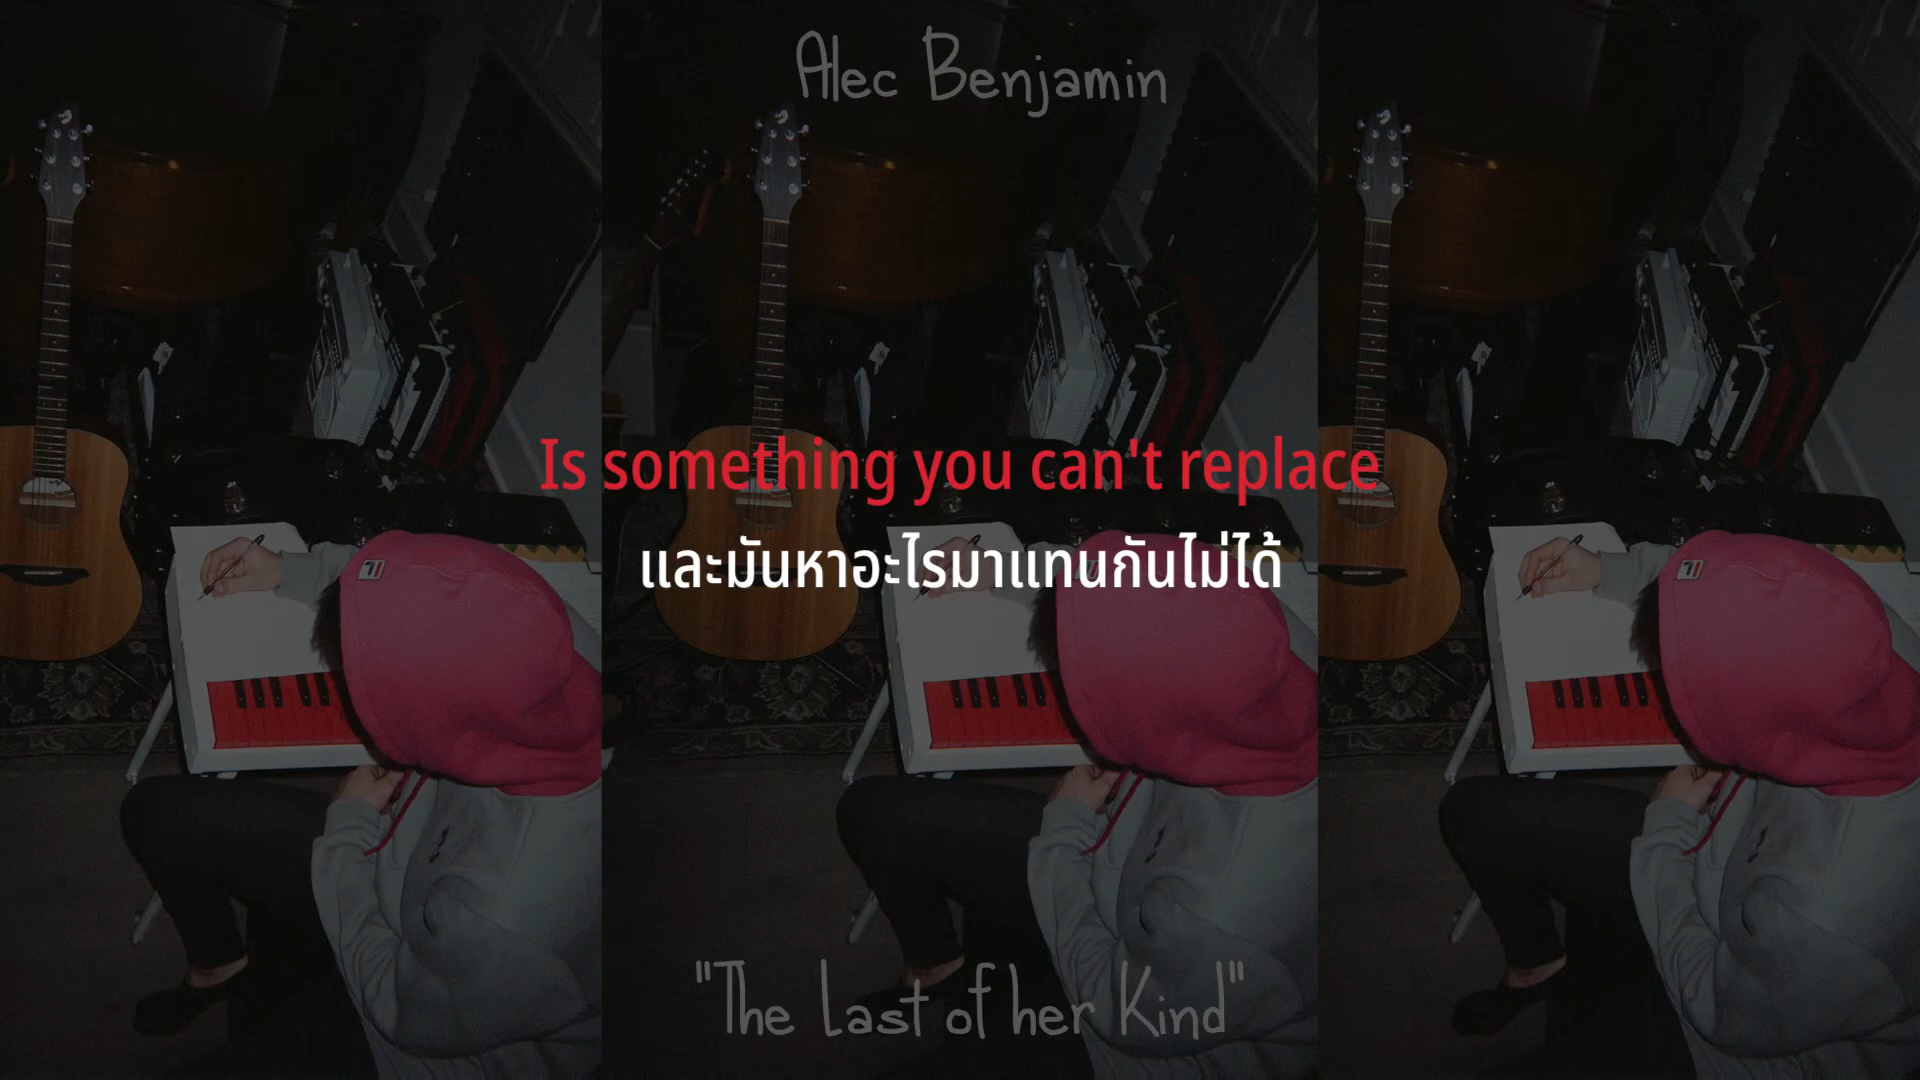 Alec Benjamin
Is something you can't replace
และมันหาอะไรมาแทนกันไม่ได้
"The Last of her Kind"